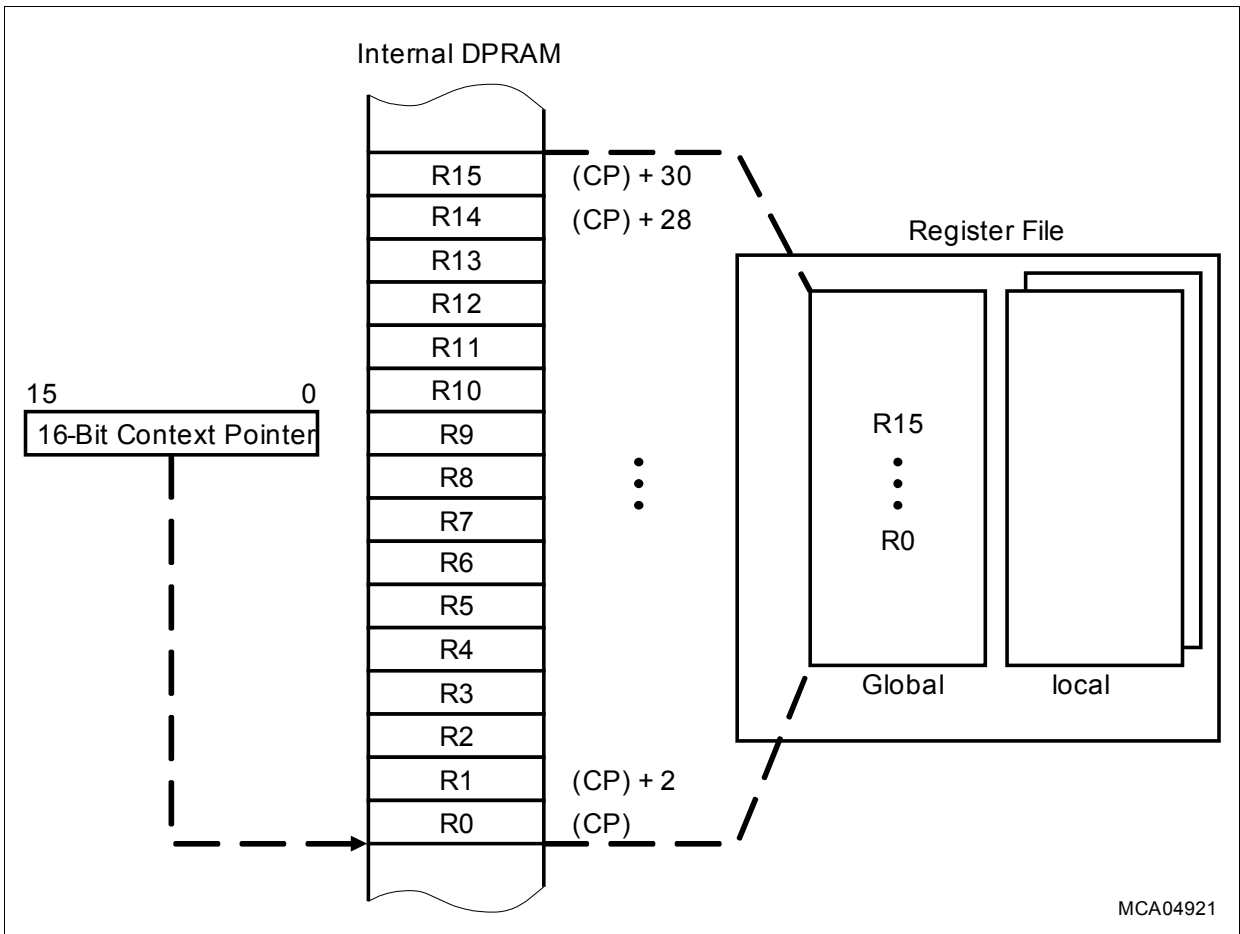 Internal DPRAM
R15 (CP) + 30
R14 (CP) + 28
R13
R12
R11
R10
R9
R8
R7
R6
R5
R4
R3
R2
R1 (CP) + 2
R0 (CP)
15 0
16-Bit Context Pointer
Register File
R15
R0
Global local
MCA04921